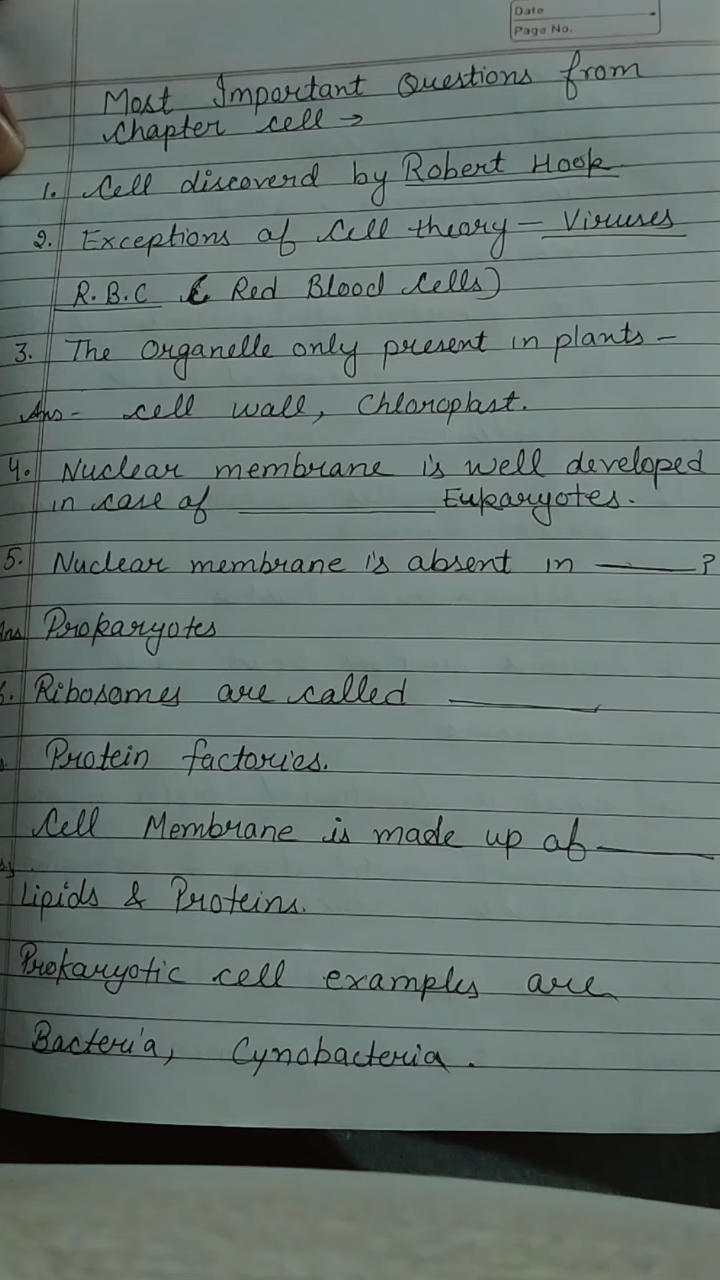 Date
Page No.
Most Important Questions from
Chapter cell →
1. Cell discoverd by Robert Hook
2. Exceptions of Cell theory – Viruses
R.B.C ( Red Blood Cells)
3. The Organelle only present in plants –
Ans - cell wall, Chloroplast.
4. Nuclear membrane is well developed
in case of ________ Eukaryotes.
5. Nuclear membrane is absent in ____?
Ans Prokaryotes
6. Ribosomes are called ______
Protein factories.
Cell Membrane is made up of ____
Lipids & Proteins.
Prokaryotic cell examples are
Bacteria, Cynobacteria.